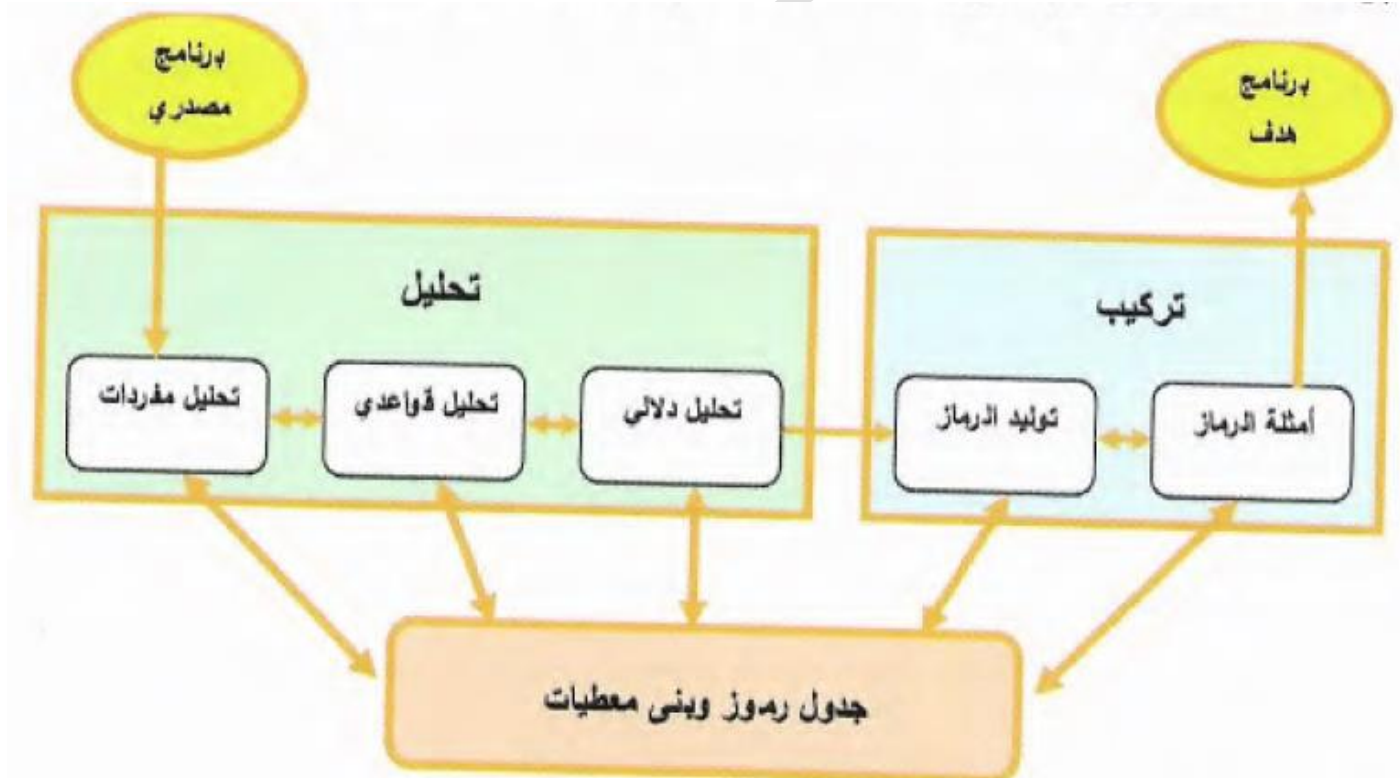 برنامج
مصدري
برنامج
هدف
تحليل
تركيب
تحليل مفردات
تحليل قواعدي
تحليل دلالي
توليد الرماز
أمثلة الرماز
جدول رموز وبنى معطيات